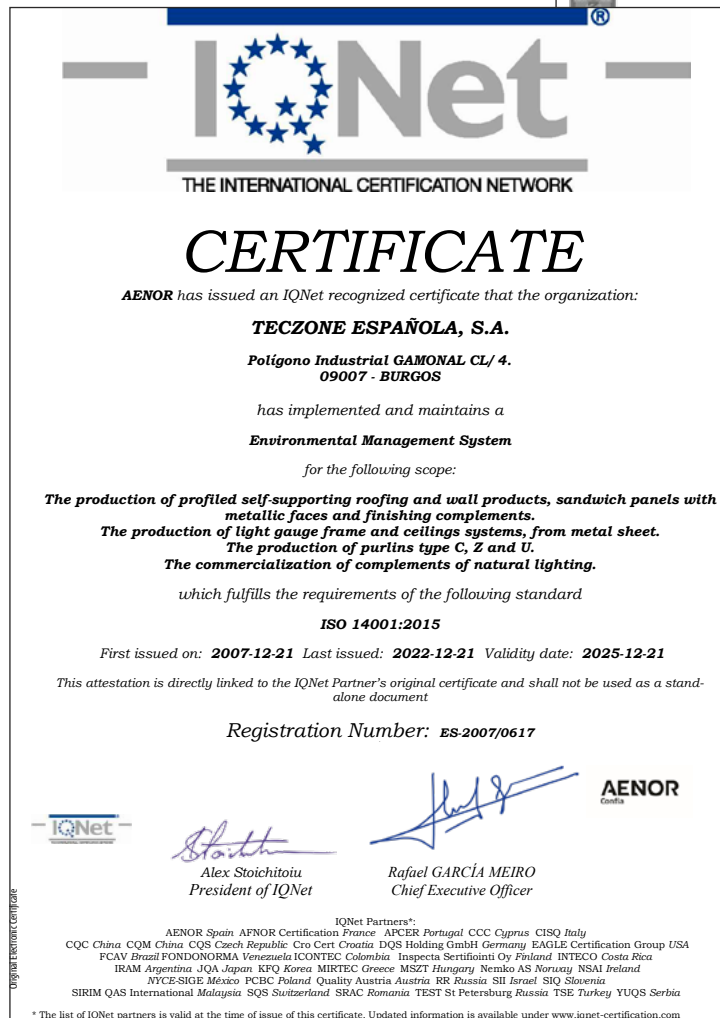 IQNet ®
THE INTERNATIONAL CERTIFICATION NETWORK
CERTIFICATE
AENOR has issued an IQNet recognized certificate that the organization:
TECZONE ESPAÑOLA, S.A.
Polígono Industrial GAMONAL CL/ 4.
09007 - BURGOS
has implemented and maintains a
Environmental Management System
for the following scope:
The production of profiled self-supporting roofing and wall products, sandwich panels with
metallic faces and finishing complements.
The production of light gauge frame and ceilings systems, from metal sheet.
The production of purlins type C, Z and U.
The commercialization of complements of natural lighting.
which fulfills the requirements of the following standard
ISO 14001:2015
First issued on: 2007-12-21 Last issued: 2022-12-21 Validity date: 2025-12-21
This attestation is directly linked to the IQNet Partner's original certificate and shall not be used as a stand-
alone document
Registration Number: ES-2007/0617
AENOR
Confía
IQNet
Alex Stoichitoiu
President of IQNet
Rafael GARCÍA MEIRO
Chief Executive Officer
Original Electronic Certificate
IQNet Partners*:
AENOR Spain AFNOR Certification France APCER Portugal CCC Cyprus CISQ Italy
CQC China CQM China CQS Czech Republic Cro Cert Croatia DQS Holding GmbH Germany EAGLE Certification Group USA
FCAV Brazil FONDONORMA Venezuela ICONTEC Colombia Inspecta Sertifiointi Oy Finland INTECO Costa Rica
IRAM Argentina JQA Japan KFQ Korea MIRTEC Greece MSZT Hungary Nemko AS Norway NSAI Ireland
NYCE-SIGE México PCBC Poland Quality Austria Austria RR Russia SII Israel SIQ Slovenia
SIRIM QAS International Malaysia SQS Switzerland SRAC Romania TEST St Petersburg Russia TSE Turkey YUQS Serbia
* The list of IQNet partners is valid at the time of issue of this certificate. Updated information is available under www.iqnet-certification.com